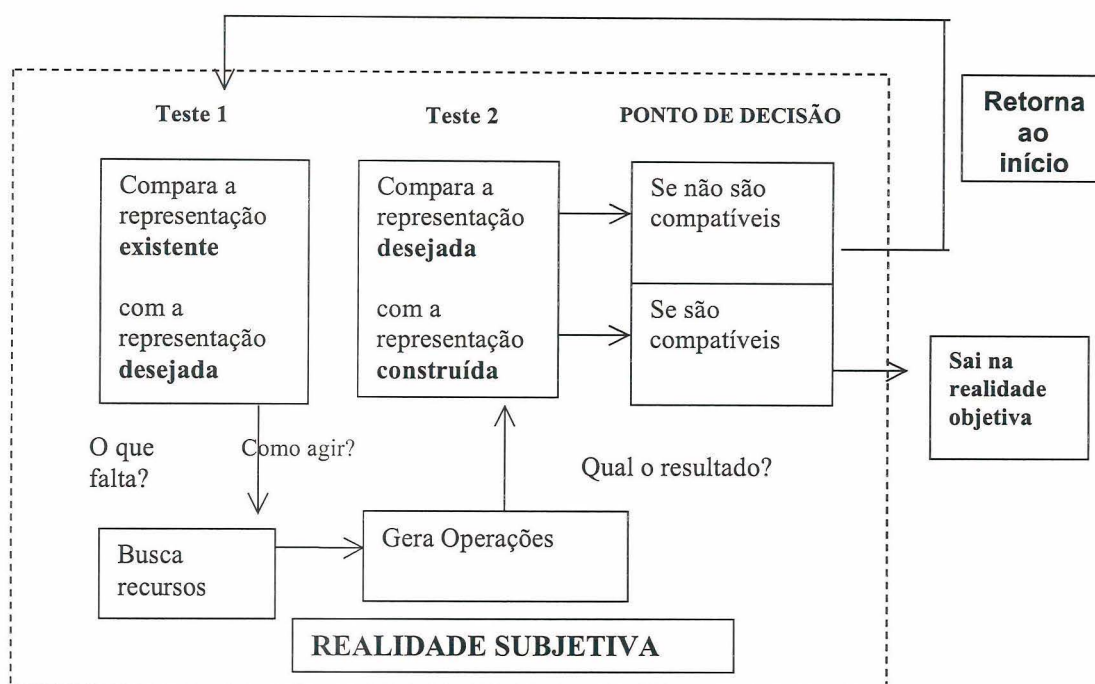 Teste 1
Compara a
representação
existente
com a
representação
desejada
Teste 2
Compara a
representação
desejada
com a
representação
construída
PONTO DE DECISÃO
Se não são
compatíveis
Se são
compatíveis
Retorna
ao
início
Sai na
realidade
objetiva
O que
falta?
Como agir?
Qual o resultado?
Busca
recursos
Gera Operações
REALIDADE SUBJETIVA